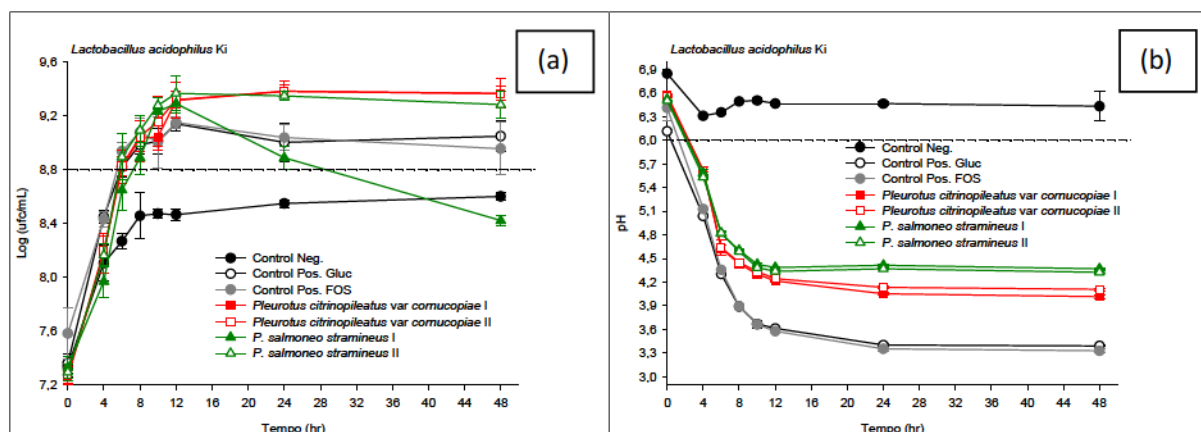 Lactobacillus acidophilus Ki
(a)
9,6
9,2
8,8
8,4
8,0
7,6
7,2
Log (ufc/mL)
Control Neg.
Control Pos. Gluc
Control Pos. FOS
Pleurotus citrinopileatus var cornucopiae I
Pleurotus citrinopileatus var cornucopiae II
P. salmoneo stramineus I
P. salmoneo stramineus II
0 4 8 12 16 20 24 28 32 36 40 44 48
Tempo (hr)
Lactobacillus acidophilus Ki
(b)
6,9
6,6
6,3
6,0
5,7
5,4
5,1
4,8
4,5
4,2
3,9
3,6
3,3
3,0
pH
Control Neg.
Control Pos. Gluc
Control Pos. FOS
Pleurotus citrinopileatus var cornucopiae I
Pleurotus citrinopileatus var cornucopiae II
P. salmoneo stramineus I
P. salmoneo stramineus II
0 4 8 12 16 20 24 28 32 36 40 44 48
Tempo (hr)